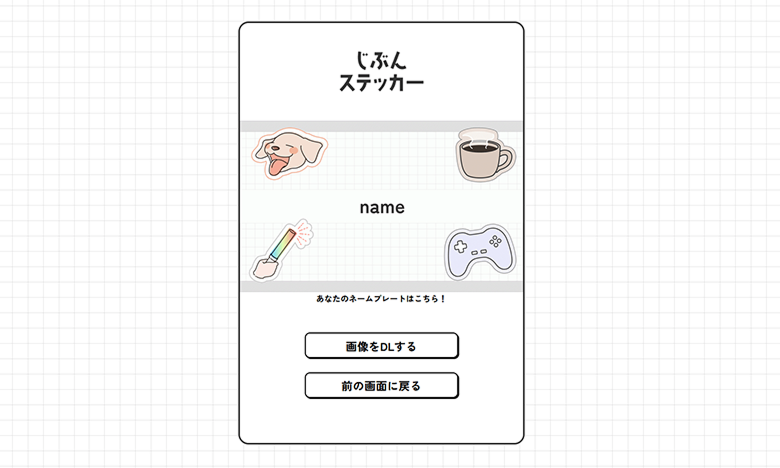 じぶん
ステッカー
name
あなたのネームプレートはこちら！
画像をDLする
前の画面に戻る